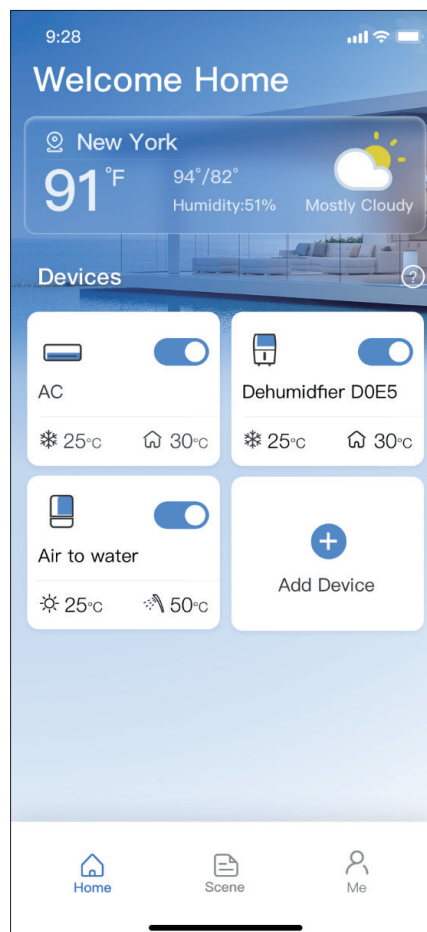 9:28
Welcome Home
New York
91°F
94°/82°
Humidity:51%
Mostly Cloudy
Devices
?
AC
25°C
30°C
Dehumidfier D0E5
25°C
30°C
Air to water
25°C
50°C
Add Device
Home
Scene
Me